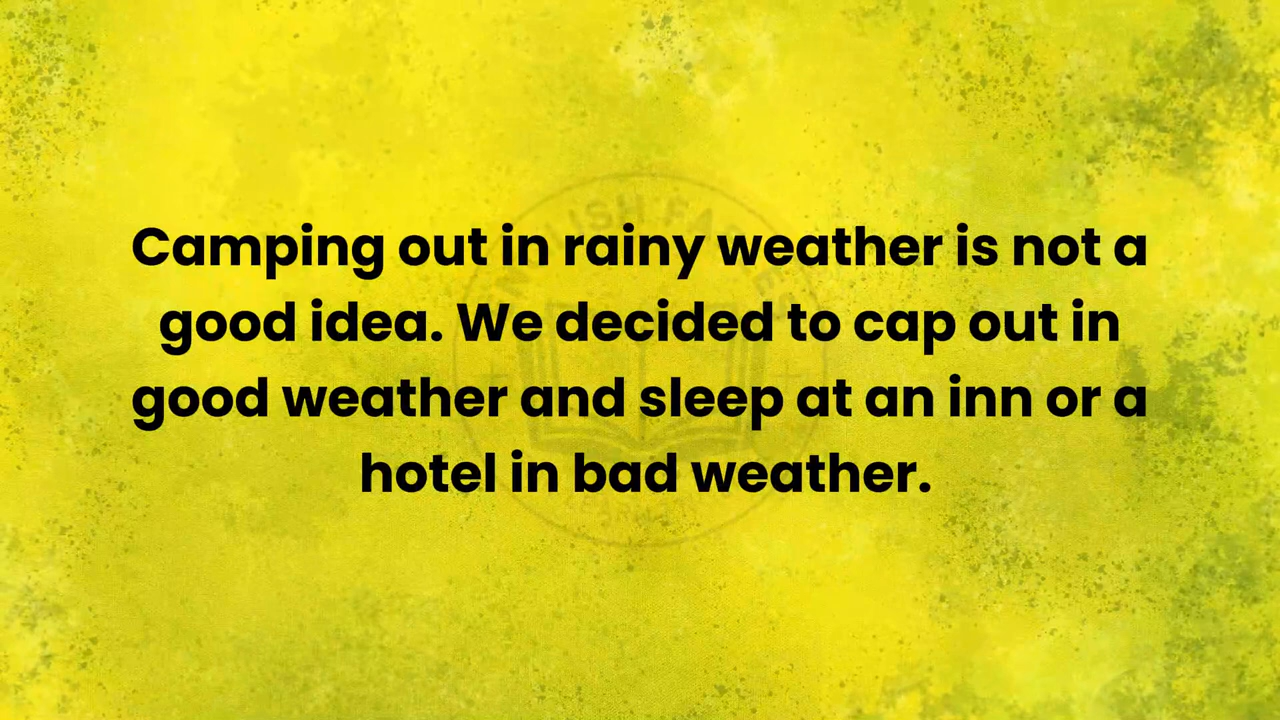 Camping out in rainy weather is not a
good idea. We decided to cap out in
good weather and sleep at an inn or a
hotel in bad weather.